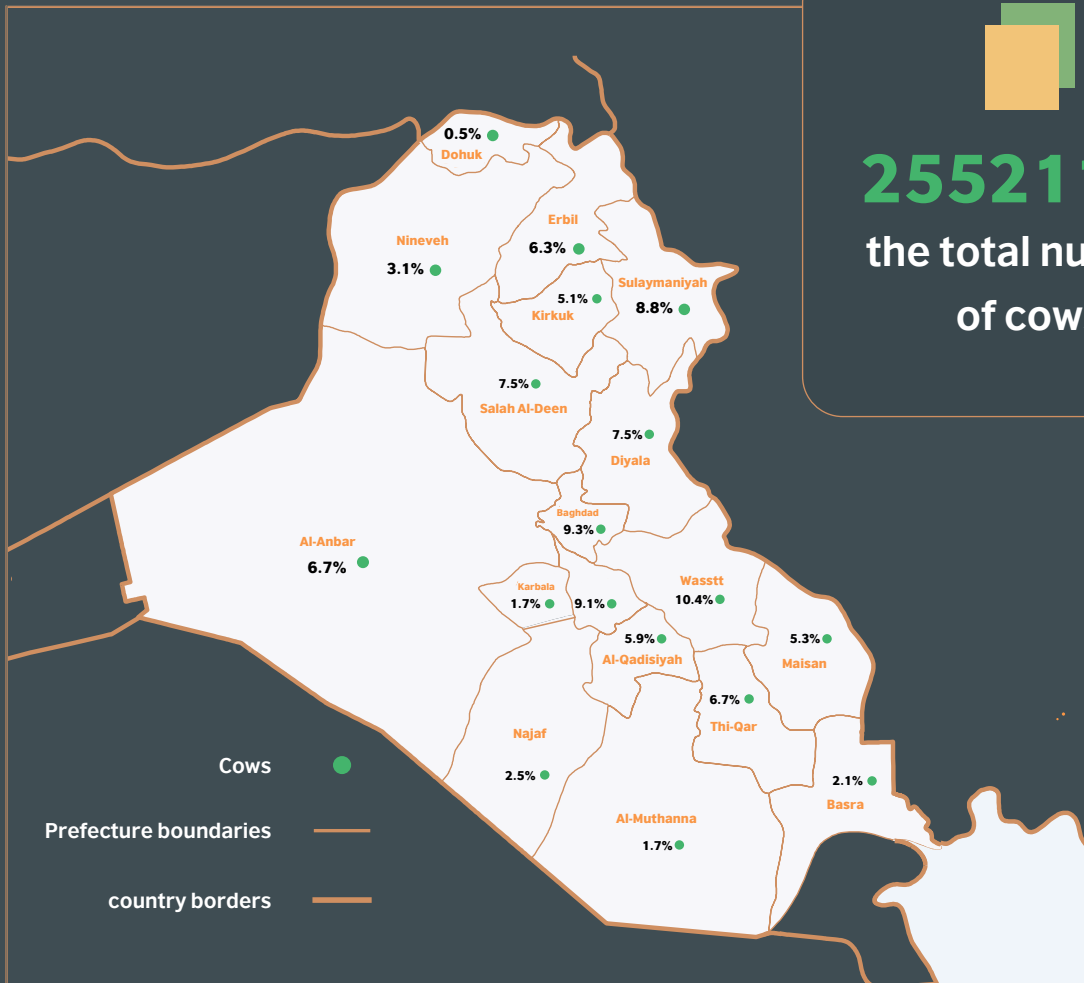 255211
the total nu
of cow
0.5%
Dohuk
Erbil
6.3%
Nineveh
3.1%
Sulaymaniyah
8.8%
5.1%
Kirkuk
7.5%
Salah Al-Deen
7.5%
Diyala
Baghdad
9.3%
Al-Anbar
6.7%
Karbala
1.7%
9.1%
Wasstt
10.4%
5.9%
Al-Qadisiyah
5.3%
Maisan
6.7%
Thi-Qar
Najaf
2.5%
2.1%
Basra
Al-Muthanna
1.7%
Cows
Prefecture boundaries
country borders